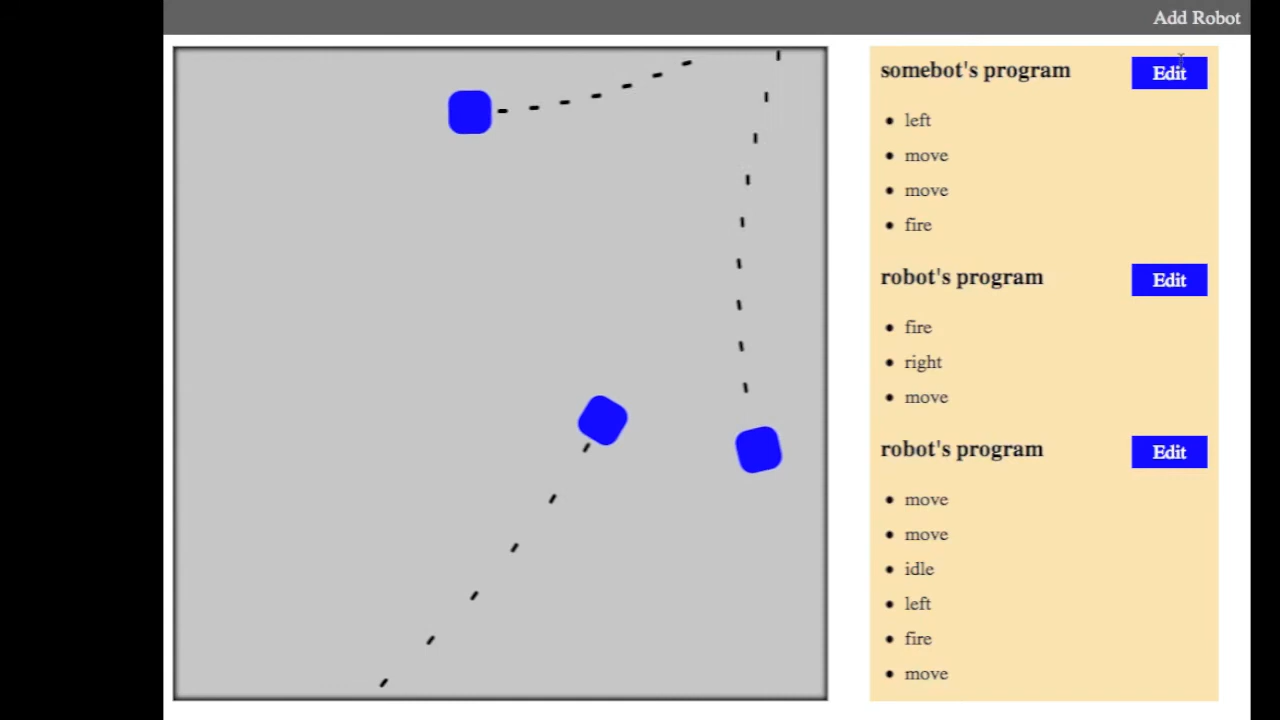 Add Robot
somebot's program
Edit
left
move
move
fire
robot's program
Edit
fire
right
move
robot's program
Edit
move
move
idle
left
fire
move